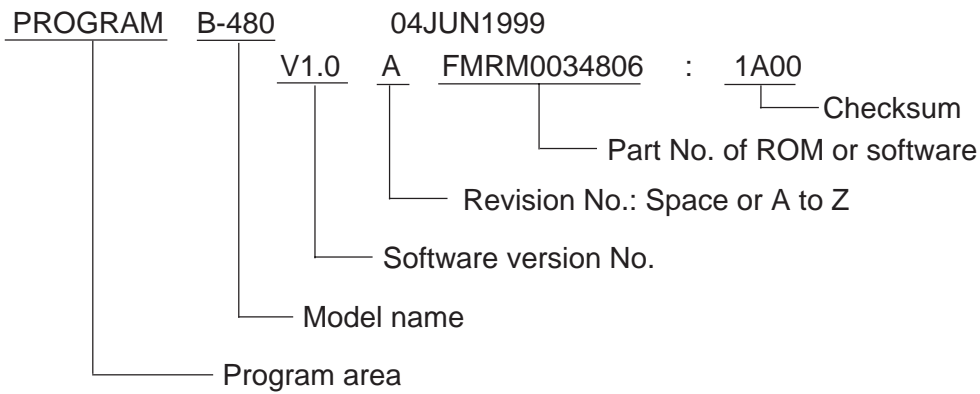 PROGRAM B-480 04JUN1999
V1.0 A FMRM0034806 : 1A00
Checksum
Part No. of ROM or software
Revision No.: Space or A to Z
Software version No.
Model name
Program area